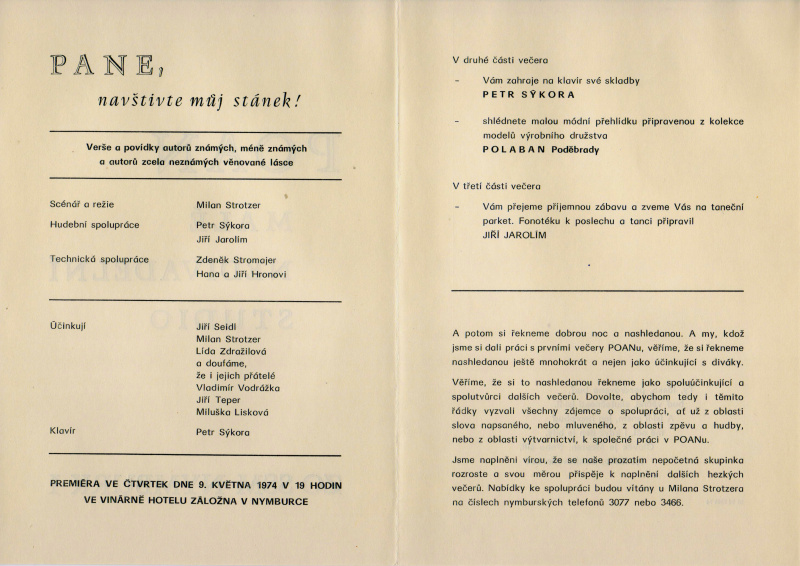 PANE,
navštivte můj stánek!
Verše a povídky autorů známých, méně známých
a autorů zcela neznámých věnované lásce
Scénář a režie Milan Strotzer
Hudební spolupráce Petr Sýkora
Jiří Jarolím
Technická spolupráce Zdeněk Stromajer
Hana a Jiří Hronovi
Účinkují Jiří Seidl
Milan Strotzer
Lída Zdražilová
a doufáme,
že i jejich přátelé
Vladimír Vodrážka
Jiří Teper
Miluška Lisková
Klavír Petr Sýkora
PREMIÉRA VE ČTVRTEK DNE 9. KVĚTNA 1974 V 19 HODIN
VE VINÁRNĚ HOTELU ZÁLOŽNA V NYMBURCE
V druhé části večera
– Vám zahraje na klavír své skladby
PETR SÝKORA
– shlédnete malou módní přehlídku připravenou z kolekce
modelů výrobního družstva
POLABAN Poděbrady
V třetí části večera
– Vám přejeme příjemnou zábavu a zveme Vás na taneční
parket. Fonotéku k poslechu a tanci připravil
JIŘÍ JAROLÍM
A potom si řekneme dobrou noc a nashledanou. A my, kdož
jsme si dali práci s prvními večery POANu, věříme, že si řekneme
nashledanou ještě mnohokrát a nejen jako účinkující s diváky.
Věříme, že si to nashledanou řekneme jako spoluúčinkující a
spolutvůrci dalších večerů. Dovolte, abychom tedy i těmito
řádky vyzvali všechny zájemce o spolupráci, ať už z oblasti
slova napsaného, nebo mluveného, z oblasti zpěvu a hudby,
nebo z oblasti výtvarnictví, k společné práci v POANu.
Jsme naplněni vírou, že se naše prozatím nepočetná skupinka
rozroste a svou měrou přispěje k naplnění dalších hezkých
večerů. Nabídky ke spolupráci budou vítány u Milana Strotzera
na číslech nymburských telefonů 3077 nebo 3466.